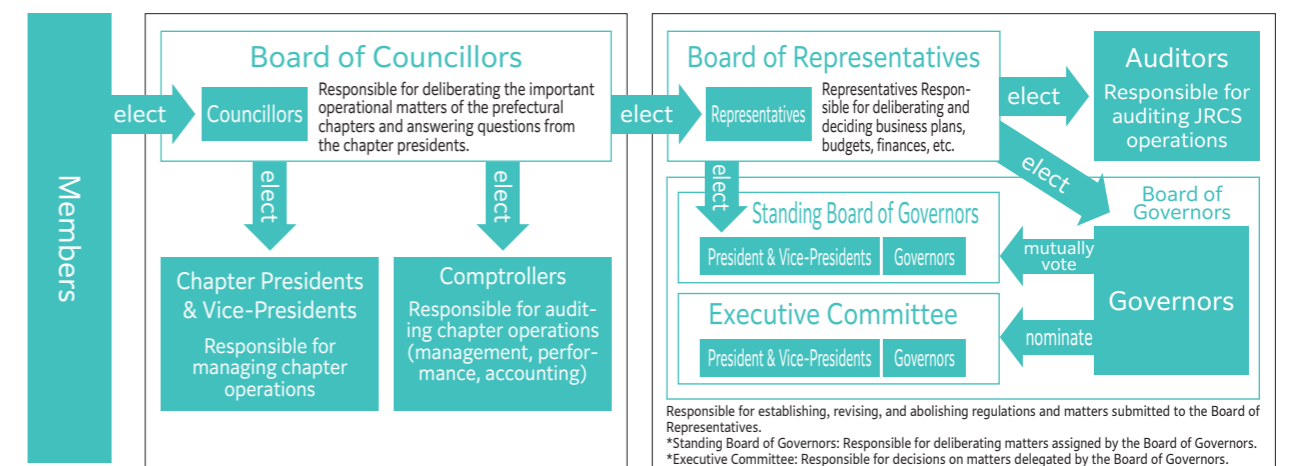 Members
elect
Board of Councillors
Councillors
Responsible for deliberating the important
operational matters of the prefectural
chapters and answering questions from
the chapter presidents.
elect
elect
Chapter Presidents
& Vice-Presidents
Responsible for
managing chapter
operations
Comptrollers
Responsible for audit-
ing chapter operations
(management, perfor-
mance, accounting)
elect
Board of Representatives
Representatives
Representatives Respon-
sible for deliberating and
deciding business plans,
budgets, finances, etc.
elect
Auditors
Responsible for
auditing JRCS
operations
elect
elect
Board of
Governors
Standing Board of Governors
President & Vice-Presidents
Governors
mutually
vote
Governors
Executive Committee
President & Vice-Presidents
Governors
nominate
Responsible for establishing, revising, and abolishing regulations and matters submitted to the Board of
Representatives.
*Standing Board of Governors: Responsible for deliberating matters assigned by the Board of Governors.
*Executive Committee: Responsible for decisions on matters delegated by the Board of Governors.